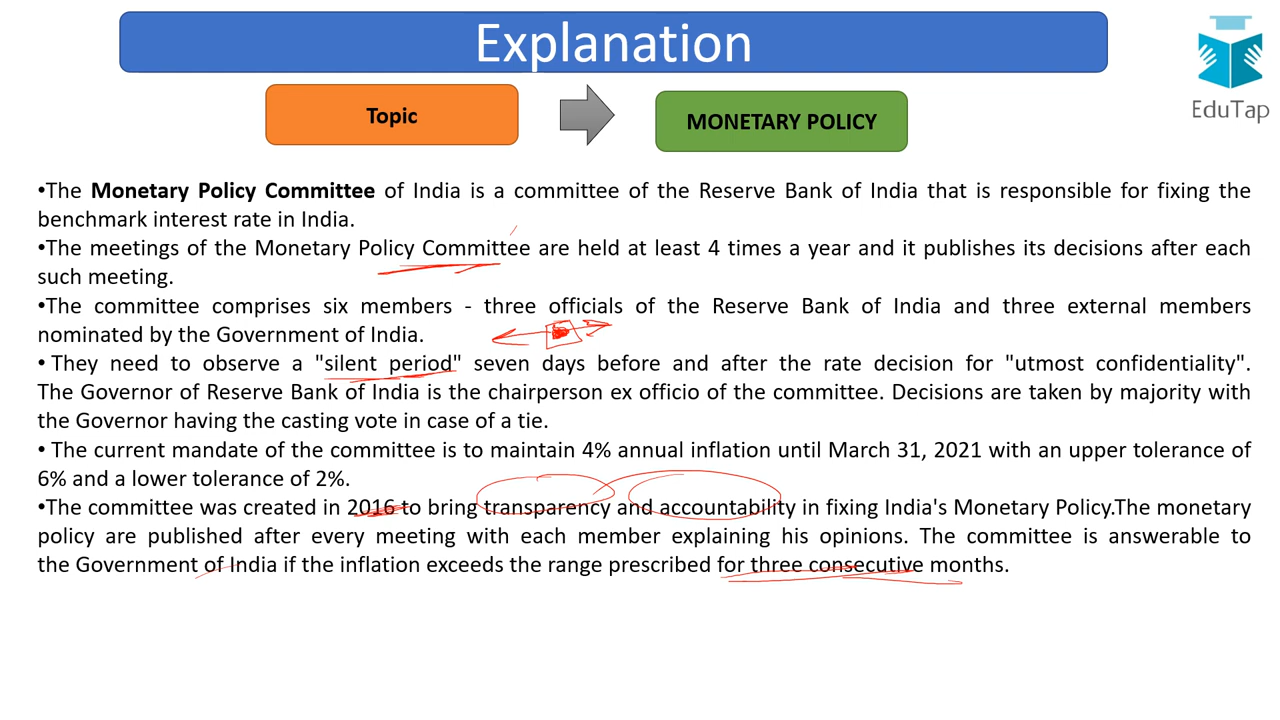 Explanation
EduTap
Topic
MONETARY POLICY
•The Monetary Policy Committee of India is a committee of the Reserve Bank of India that is responsible for fixing the
benchmark interest rate in India.
•The meetings of the Monetary Policy Committee are held at least 4 times a year and it publishes its decisions after each
such meeting.
•The committee comprises six members - three officials of the Reserve Bank of India and three external members
nominated by the Government of India.
• They need to observe a "silent period" seven days before and after the rate decision for "utmost confidentiality".
The Governor of Reserve Bank of India is the chairperson ex officio of the committee. Decisions are taken by majority with
the Governor having the casting vote in case of a tie.
• The current mandate of the committee is to maintain 4% annual inflation until March 31, 2021 with an upper tolerance of
6% and a lower tolerance of 2%.
•The committee was created in 2016 to bring transparency and accountability in fixing India's Monetary Policy.The monetary
policy are published after every meeting with each member explaining his opinions. The committee is answerable to
the Government of India if the inflation exceeds the range prescribed for three consecutive months.